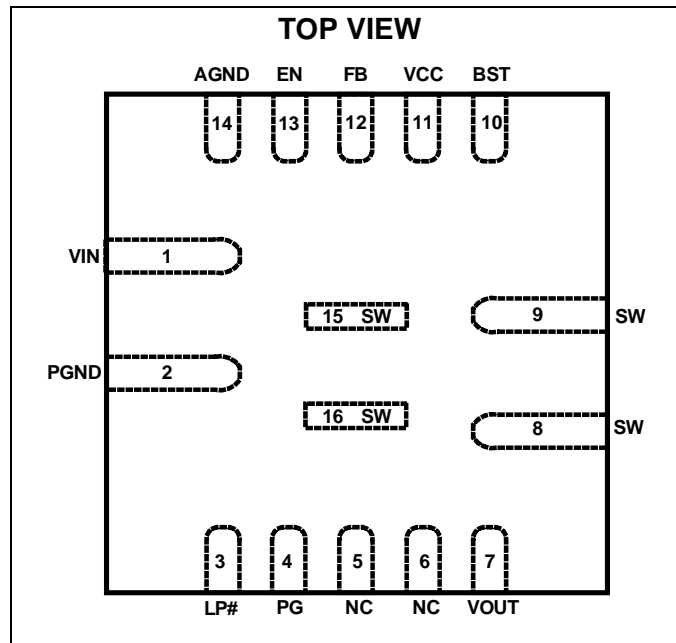 TOP VIEW
AGND EN FB VCC BST
14 13 12 11 10
VIN 1
15 SW 9 SW
PGND 2
16 SW 8 SW
3 4 5 6 7
LP# PG NC NC VOUT